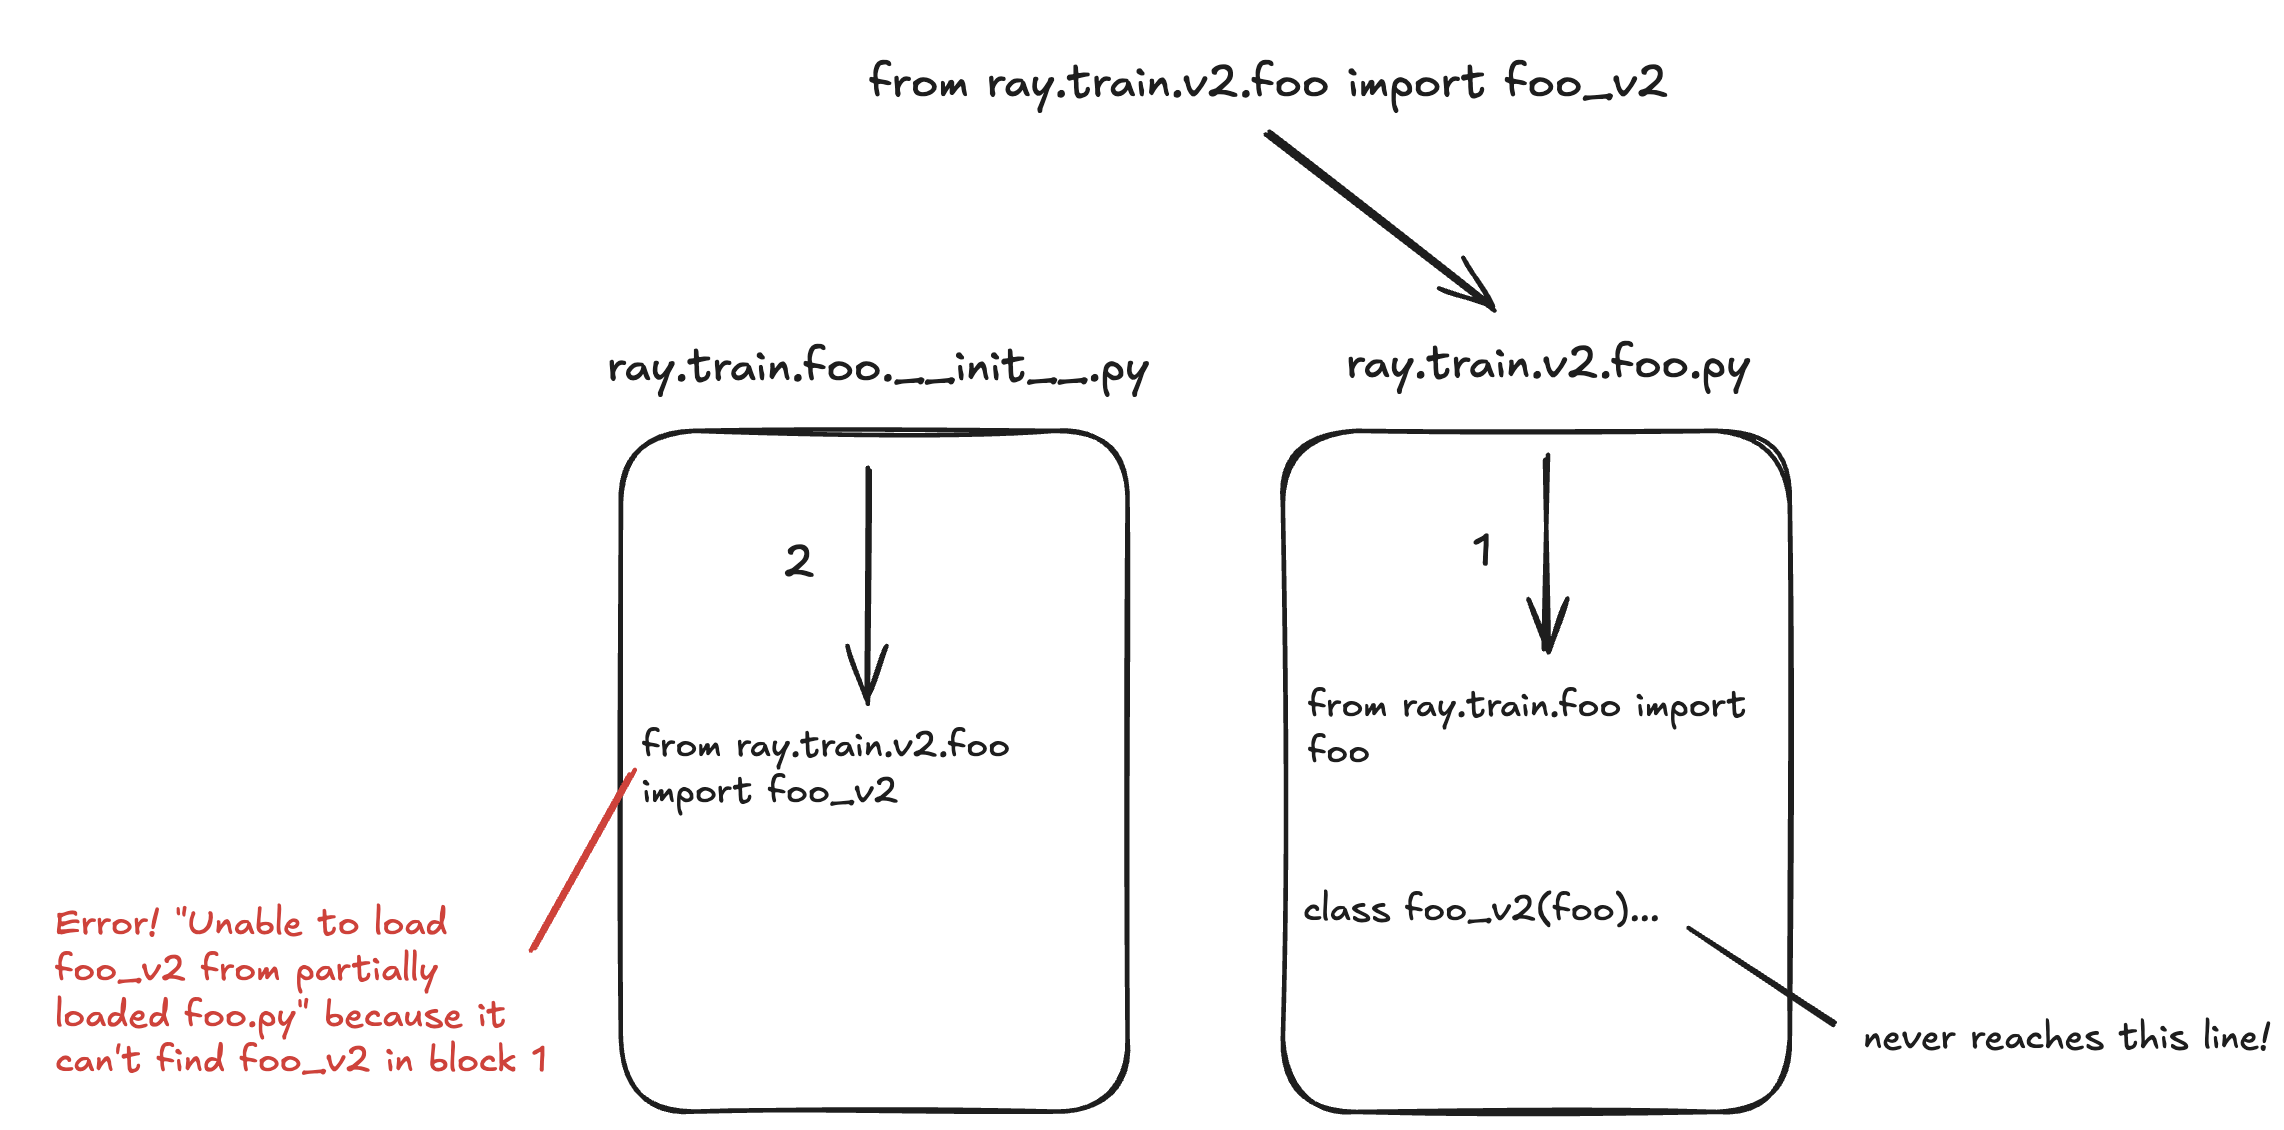 from ray.train.v2.foo import foo_v2
ray.train.foo.__init__.py
ray.train.v2.foo.py
2
1
from ray.train.v2.foo
import foo_v2
from ray.train.foo import
foo
class foo_v2(foo)...
Error! "Unable to load
foo_v2 from partially
loaded foo.py" because it
can't find foo_v2 in block 1
never reaches this line!